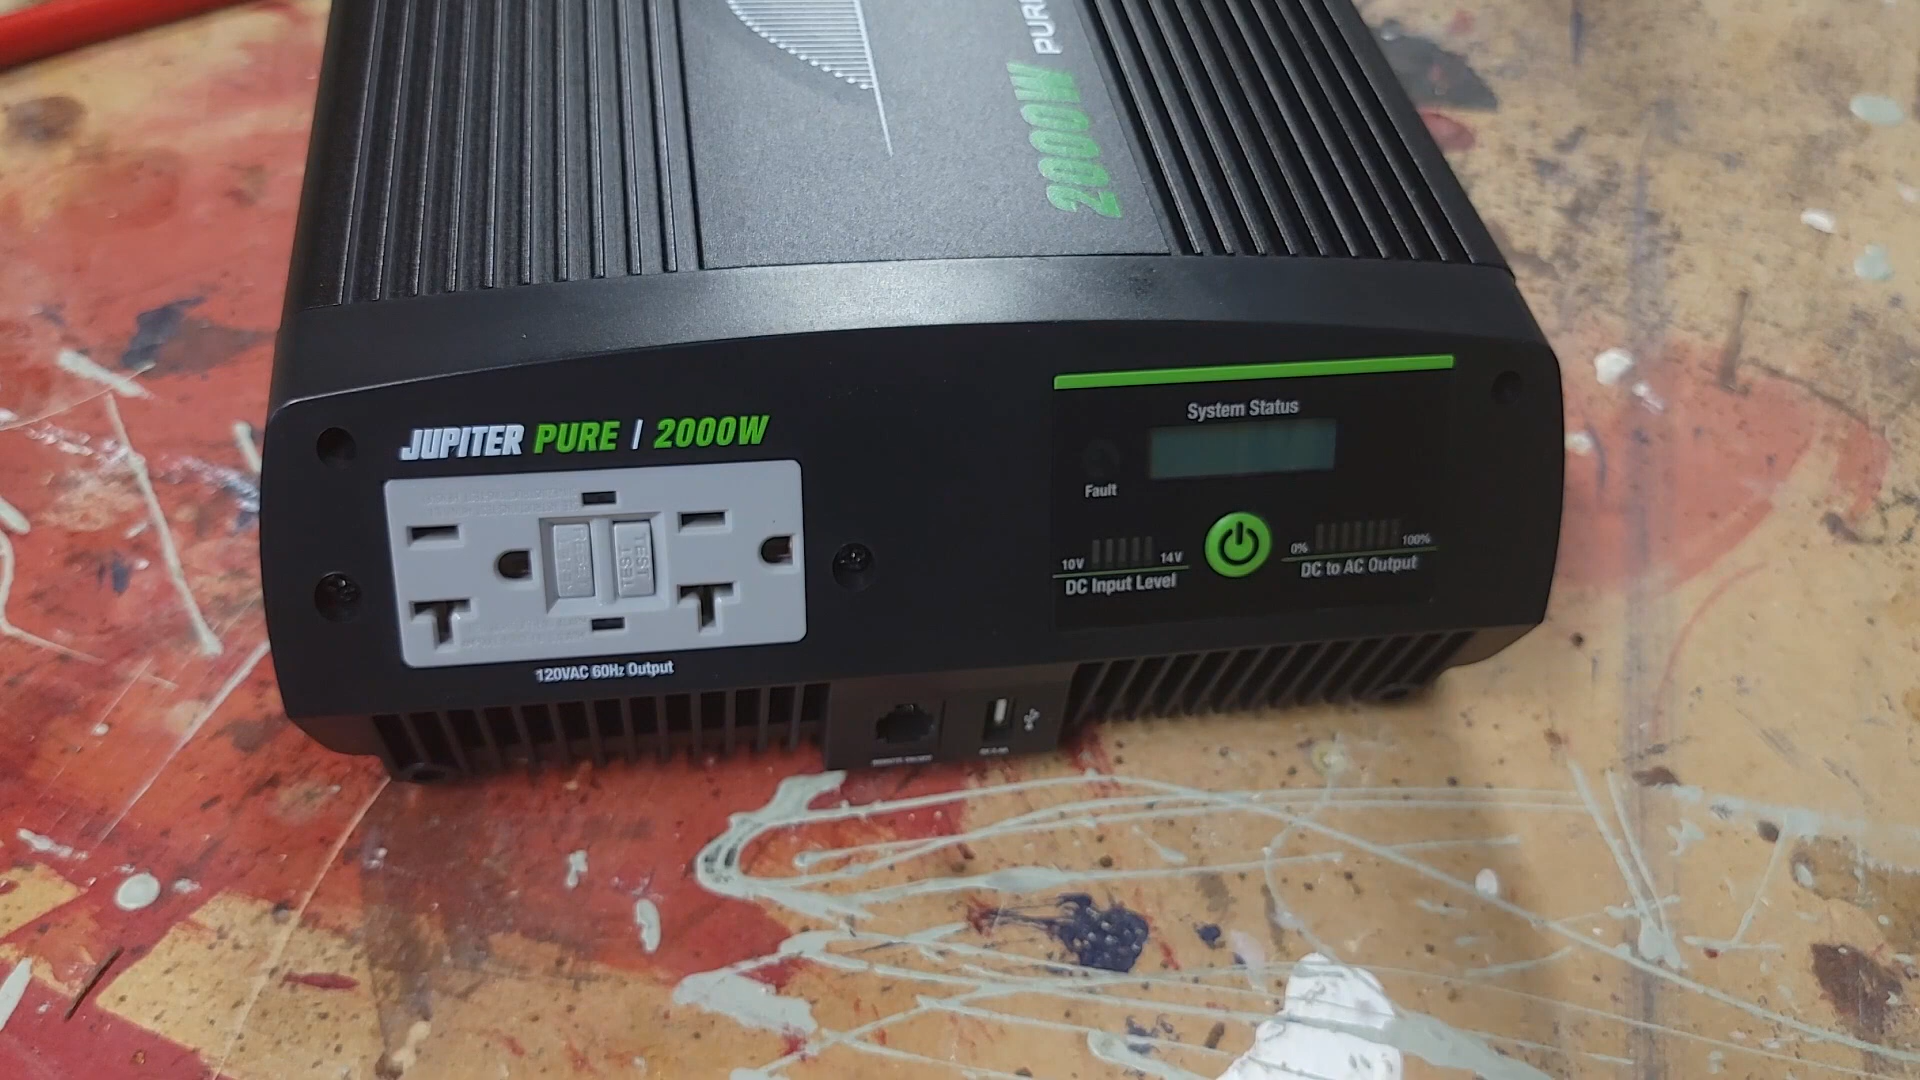 2000W PUR
JUPITER PURE | 2000W
System Status
Fault
TEST
10V 14V
DC Input Level
0% 100%
DC to AC Output
120VAC 60Hz Output